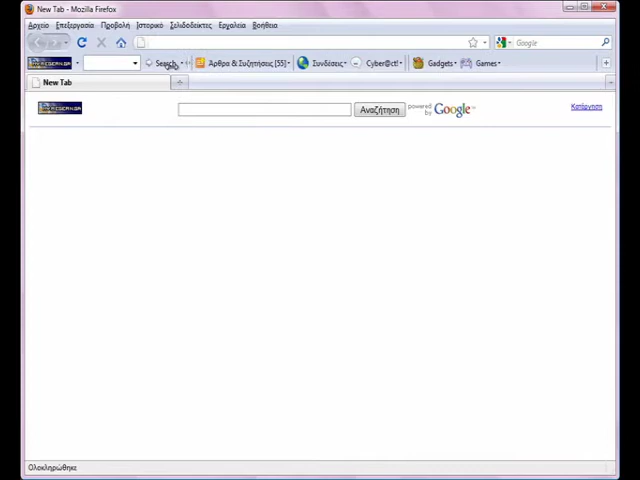 New Tab - Mozilla Firefox
Αρχείο Επεξεργασία Προβολή Ιστορικό Σελιδοδείκτες Εργαλεία Βοήθεια
Google
Search Άρθρα & Συζητήσεις [55] Συνδέσεις Cyber@ct! Gadgets Games
New Tab
Αναζήτηση powered by Google Κατάργηση
Ολοκληρώθηκε